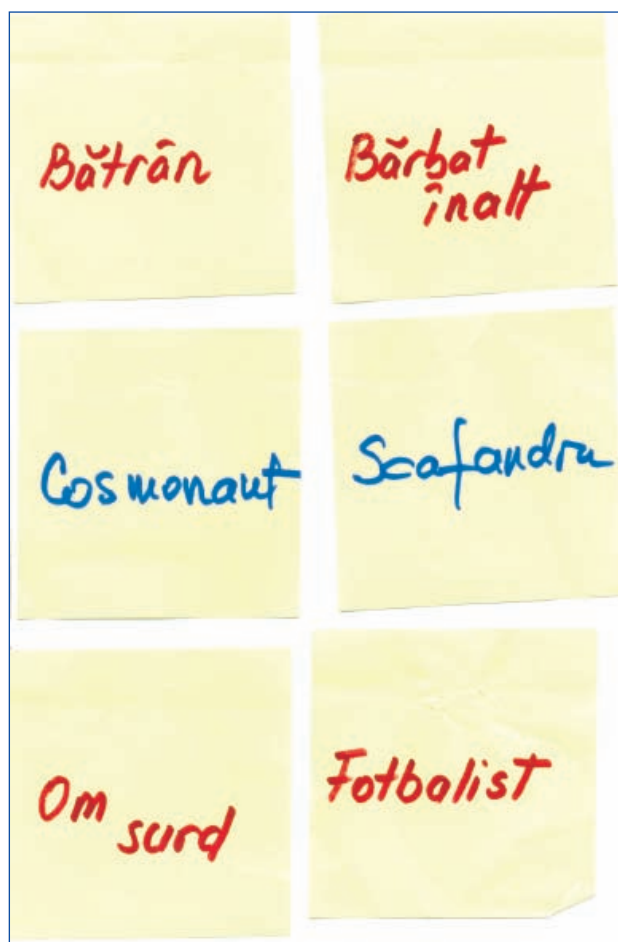 Bătrân
Bărbat
înalt
Cosmonaut
Scafandru
Om
surd
Fotbalist